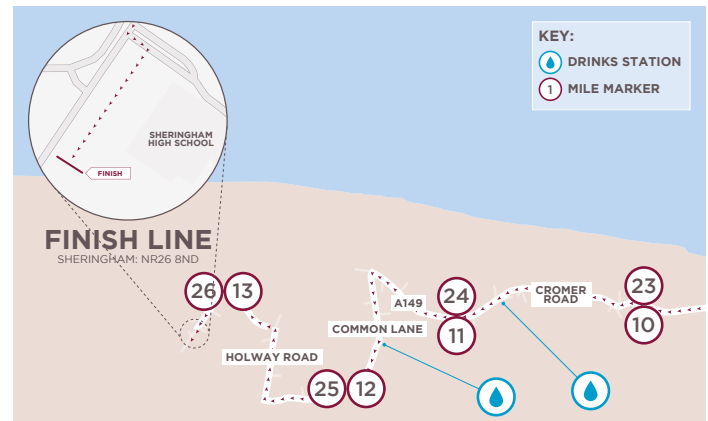 KEY:
DRINKS STATION
1 MILE MARKER
SHERINGHAM
HIGH SCHOOL
FINISH
FINISH LINE
SHERINGHAM: NR26 8ND
26 13
HOLWAY ROAD
25 12
COMMON LANE
A149
24
11
CROMER
ROAD
23
10